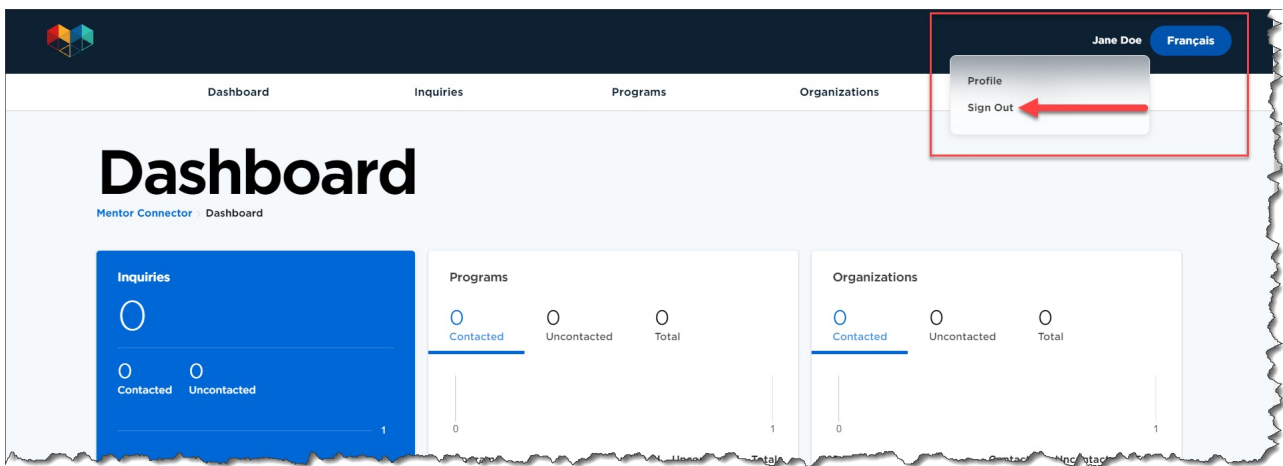 Jane Doe
Français
Profile
Sign Out
Dashboard
Inquiries
Programs
Organizations
Dashboard
Mentor Connector
Dashboard
Inquiries
0
0
0
Contacted
Uncontacted
1
Programs
0
0
0
Contacted
Uncontacted
Total
0
1
Organizations
0
0
0
Contacted
Uncontacted
Total
0
1